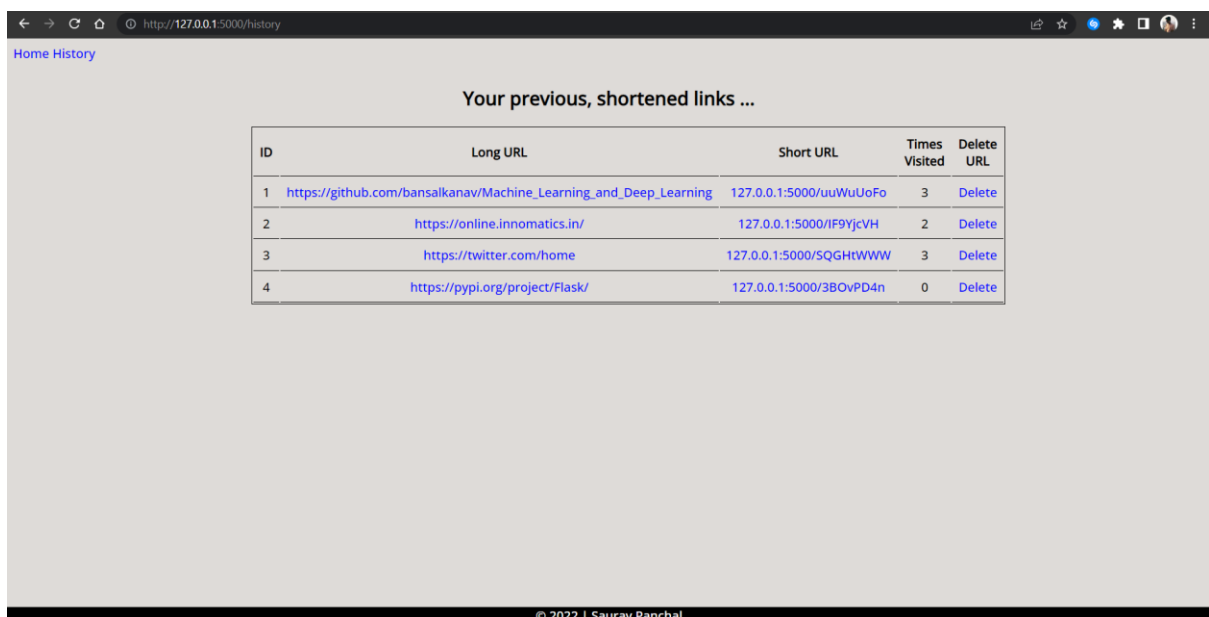 http://127.0.0.1:5000/history
Home History
Your previous, shortened links ...
ID Long URL Short URL Times Visited Delete URL
1 https://github.com/bansalkanav/Machine_Learning_and_Deep_Learning 127.0.0.1:5000/uuWuUoFo 3 Delete
2 https://online.innomatics.in/ 127.0.0.1:5000/IF9YjcVH 2 Delete
3 https://twitter.com/home 127.0.0.1:5000/SQGHtWWW 3 Delete
4 https://pypi.org/project/Flask/ 127.0.0.1:5000/3BOvPD4n 0 Delete
© 2022 | Saurav Panchal